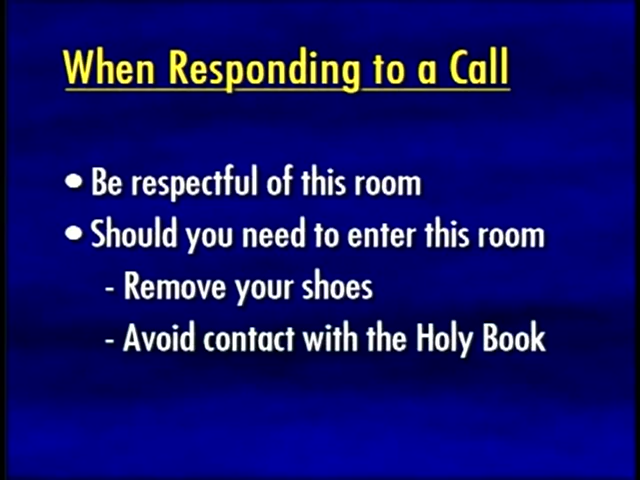 When Responding to a Call
• Be respectful of this room
• Should you need to enter this room
- Remove your shoes
- Avoid contact with the Holy Book